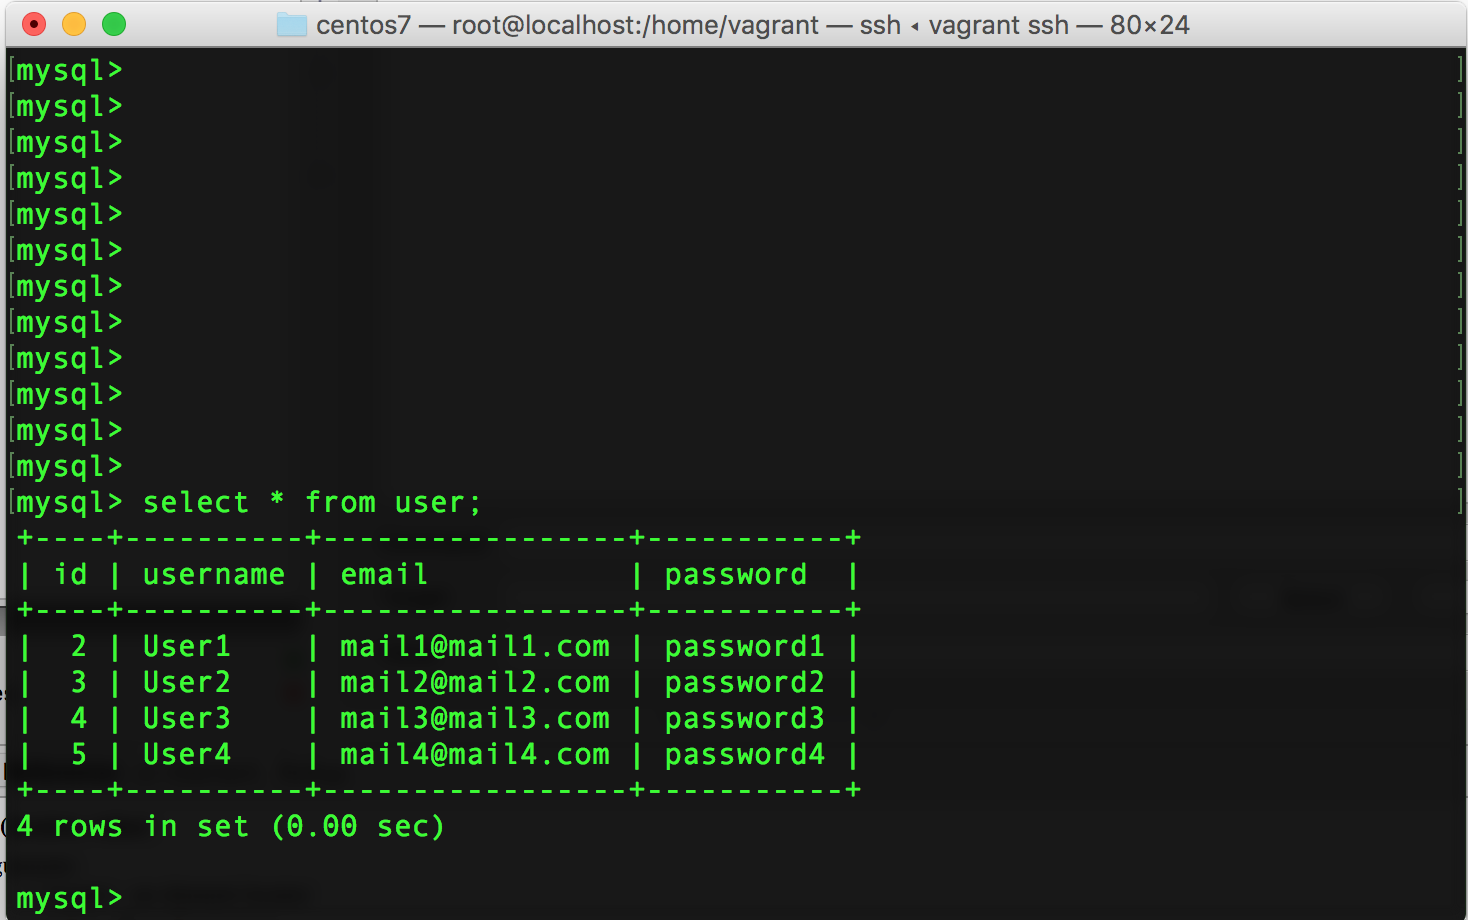 centos7 — root@localhost:/home/vagrant — ssh ◂ vagrant ssh — 80×24
[mysql> ]
[mysql> ]
[mysql> ]
[mysql> ]
[mysql> ]
[mysql> ]
[mysql> ]
[mysql> ]
[mysql> ]
[mysql> ]
[mysql> ]
[mysql> ]
[mysql> select * from user; ]
+----+----------+-----------------+-----------+
| id | username | email           | password  |
+----+----------+-----------------+-----------+
|  2 | User1    | mail1@mail1.com | password1 |
|  3 | User2    | mail2@mail2.com | password2 |
|  4 | User3    | mail3@mail3.com | password3 |
|  5 | User4    | mail4@mail4.com | password4 |
+----+----------+-----------------+-----------+
4 rows in set (0.00 sec)
mysql>